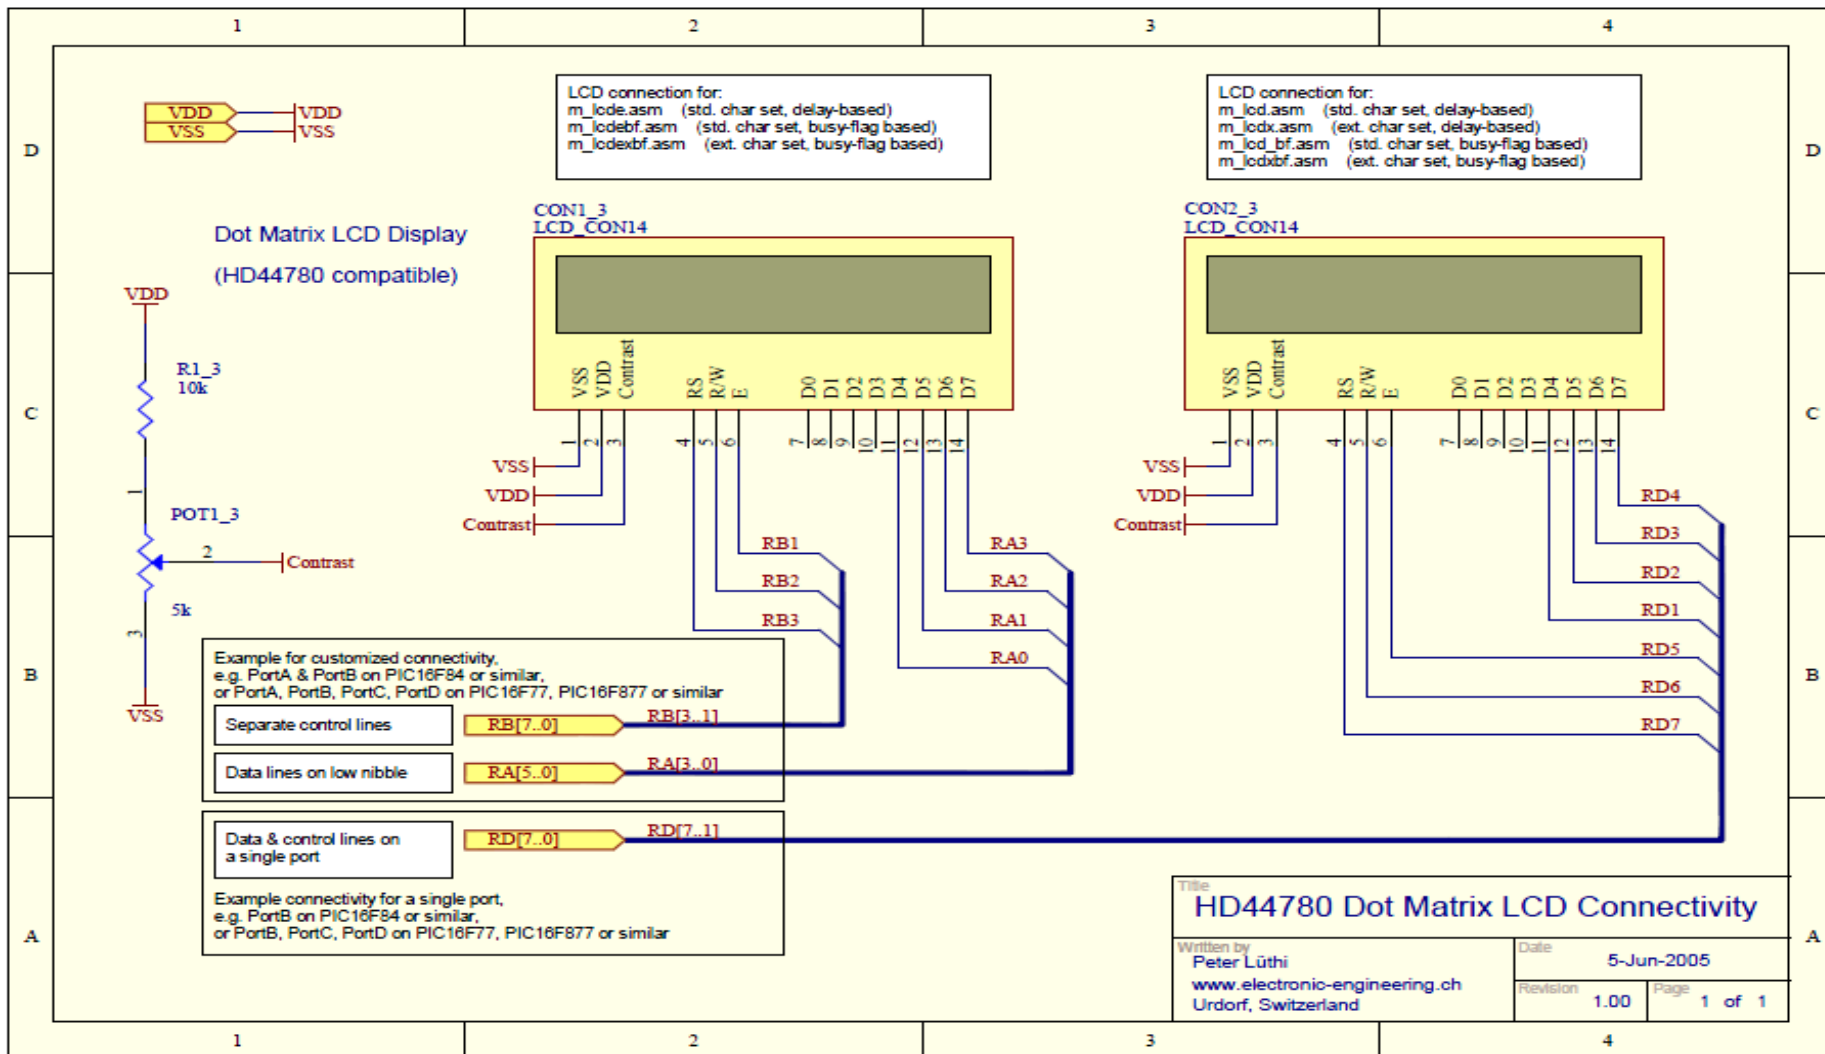 1 2 3 4
D
C
B
A
VDD VDD
VSS VSS
LCD connection for:
m_lcde.asm (std. char set, delay-based)
m_lcdebf.asm (std. char set, busy-flag based)
m_lcdexbf.asm (ext. char set, busy-flag based)
LCD connection for:
m_lcd.asm (std. char set, delay-based)
m_lcdx.asm (ext. char set, delay-based)
m_lcd_bf.asm (std. char set, busy-flag based)
m_lcdxbf.asm (ext. char set, busy-flag based)
D
C
B
A
Dot Matrix LCD Display
(HD44780 compatible)
VDD
R1_3
10k
1
POT1_3
2
Contrast
5k
3
VSS
CON1_3
LCD_CON14
VSS VDD Contrast RS R/W E D0 D1 D2 D3 D4 D5 D6 D7
1 2 3 4 5 6 7 8 9 10 11 12 13 14
VSS
VDD
Contrast
RB1
RB2
RB3
RA3
RA2
RA1
RA0
CON2_3
LCD_CON14
VSS VDD Contrast RS R/W E D0 D1 D2 D3 D4 D5 D6 D7
1 2 3 4 5 6 7 8 9 10 11 12 13 14
VSS
VDD
Contrast
RD4
RD3
RD2
RD1
RD5
RD6
RD7
Example for customized connectivity,
e.g. PortA & PortB on PIC16F84 or similar,
or PortA, PortB, PortC, PortD on PIC16F77, PIC16F877 or similar
Separate control lines
RB[7..0] RB[3..1]
Data lines on low nibble
RA[5..0] RA[3..0]
Data & control lines on
a single port
RD[7..0] RD[7..1]
Example connectivity for a single port,
e.g. PortB on PIC16F84 or similar,
or PortB, PortC, PortD on PIC16F77, PIC16F877 or similar
Title
HD44780 Dot Matrix LCD Connectivity
Written by
Peter Lüthi
www.electronic-engineering.ch
Urdorf, Switzerland
Date
5-Jun-2005
Revision 1.00
Page 1 of 1
1 2 3 4